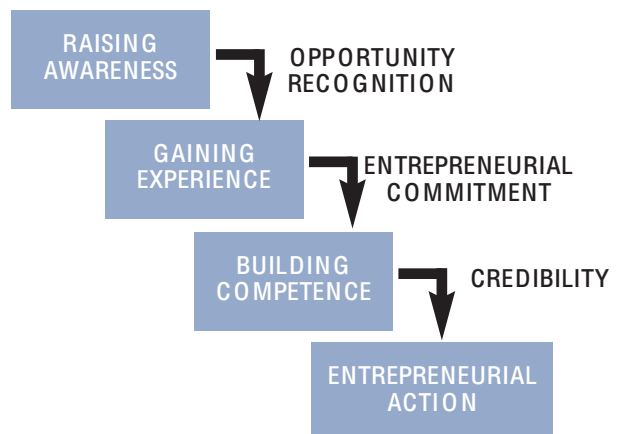 RAISING
AWARENESS
OPPORTUNITY
RECOGNITION
GAINING
EXPERIENCE
ENTREPRENEURIAL
COMMITMENT
BUILDING
COMPETENCE
CREDIBILITY
ENTREPRENEURIAL
ACTION